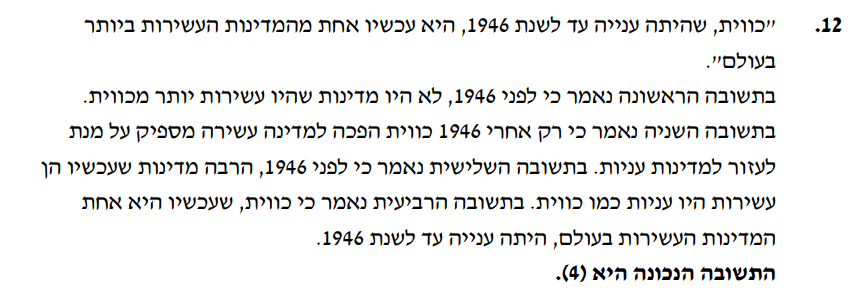 12. "כווית, שהיתה ענייה עד לשנת 1946, היא עכשיו אחת מהמדינות העשירות ביותר
בעולם".
בתשובה הראשונה נאמר כי לפני 1946, לא היו מדינות שהיו עשירות יותר מכווית.
בתשובה השניה נאמר כי רק אחרי 1946 כווית הפכה למדינה עשירה מספיק על מנת
לעזור למדינות עניות. בתשובה השלישית נאמר כי לפני 1946, הרבה מדינות שעכשיו הן
עשירות היו עניות כמו כווית. בתשובה הרביעית נאמר כי כווית, שעכשיו היא אחת
המדינות העשירות בעולם, היתה ענייה עד לשנת 1946.
התשובה הנכונה היא (4).